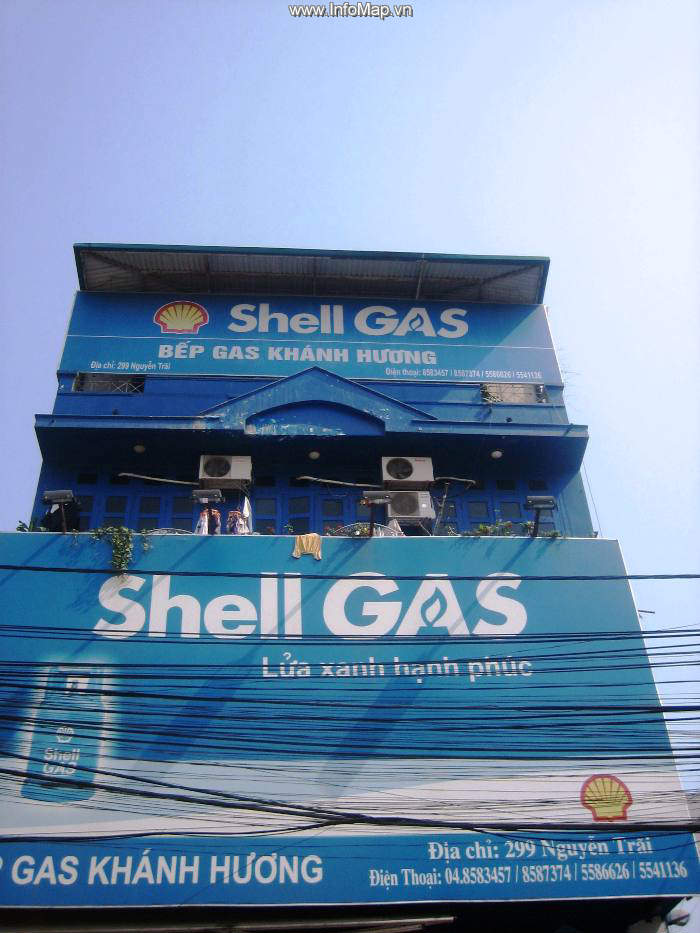 www.InfoMap.vn
Shell GAS
BẾP GAS KHÁNH HƯƠNG
Địa chỉ: 299 Nguyễn Trãi
Điện thoại: 8583457 / 8587374 / 5586626 / 5541136
Shell GAS
Lửa xanh hạnh phúc
Shell
GAS
P GAS KHÁNH HƯƠNG
Địa chỉ: 299 Nguyễn Trãi
Điện Thoại: 04.8583457 / 8587374 / 5586626 / 5541136